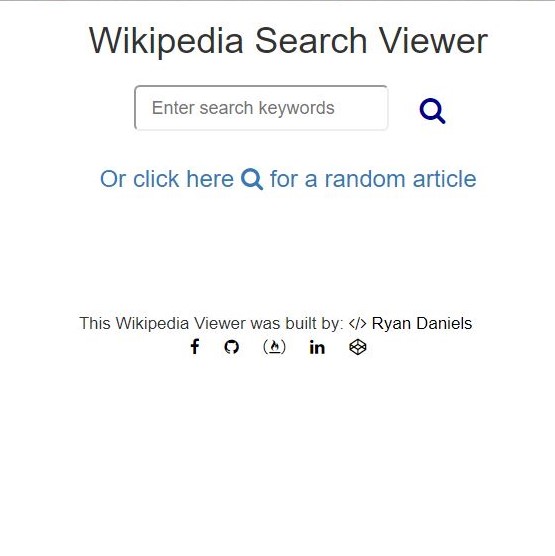 Wikipedia Search Viewer
Enter search keywords
Or click here for a random article
This Wikipedia Viewer was built by: </> Ryan Daniels